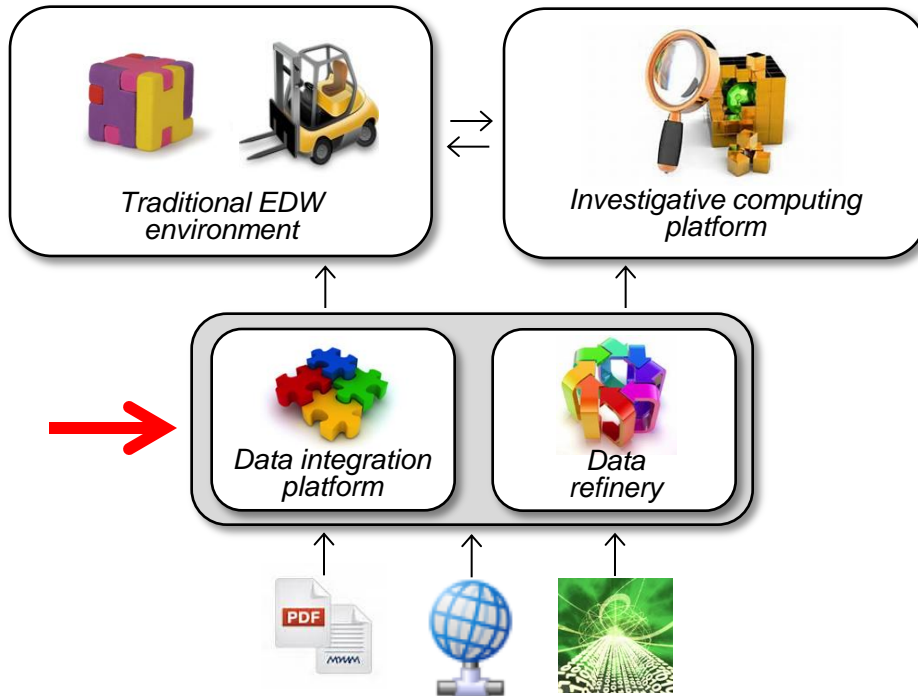 Traditional EDW
environment
Investigative computing
platform
Data integration
platform
Data
refinery
PDF